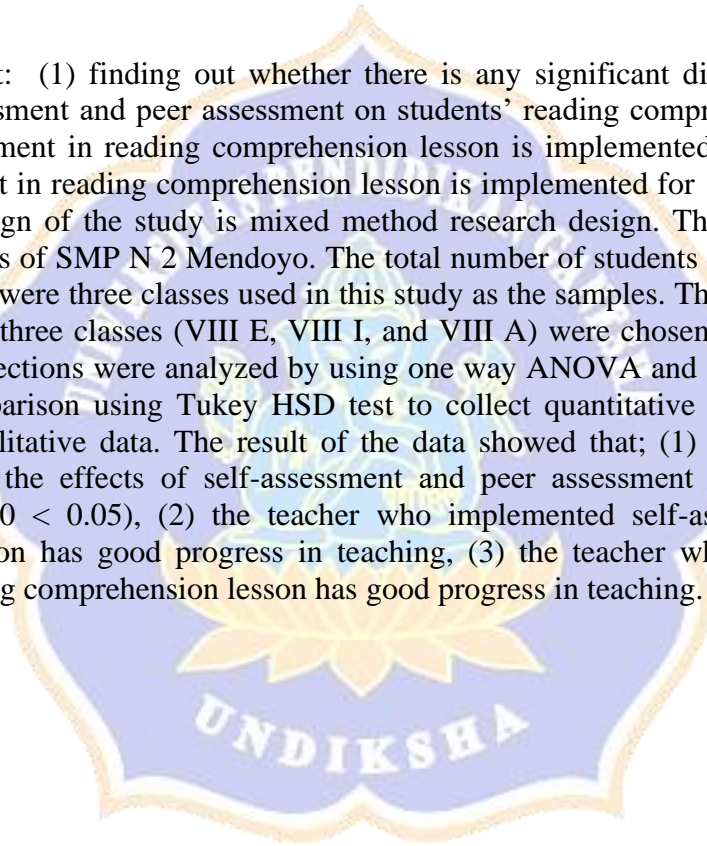 t: (1) finding out whether there is any significant di
sment and peer assessment on students' reading compr
ment in reading comprehension lesson is implemented
t in reading comprehension lesson is implemented for
gn of the study is mixed method research design. Th
s of SMP N 2 Mendoyo. The total number of students
were three classes used in this study as the samples. Th
three classes (VIII E, VIII I, and VIII A) were chosen
ections were analyzed by using one way ANOVA and
parison using Tukey HSD test to collect quantitative
litative data. The result of the data showed that; (1)
the effects of self-assessment and peer assessment
0 < 0.05), (2) the teacher who implemented self-as
on has good progress in teaching, (3) the teacher wh
g comprehension lesson has good progress in teaching.
UNDIKSHA